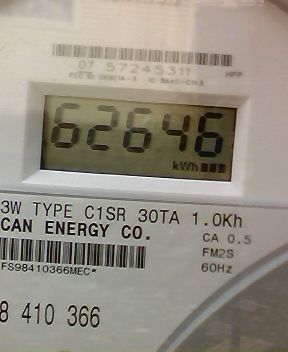 07 57245311
HPP
62646
kWh
3W TYPE C1SR 30TA 1.0Kh
CAN ENERGY CO.
CA 0.5
FM2S
60Hz
FS98410366MEC*
8 410 366